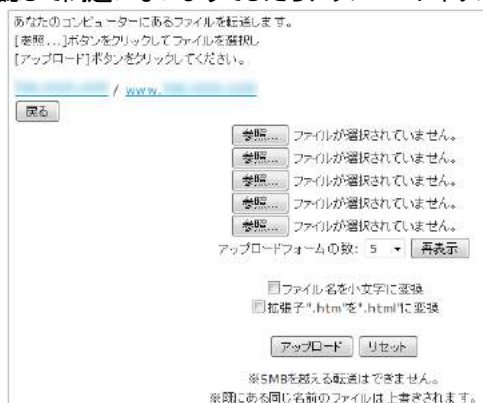 あなたのコンピューターにあるファイルを転送します。
[参照...]ボタンをクリックしてファイルを選択し
[アップロード]ボタンをクリックしてください。
/ www.
戻る
参照... ファイルが選択されていません。
参照... ファイルが選択されていません。
参照... ファイルが選択されていません。
参照... ファイルが選択されていません。
参照... ファイルが選択されていません。
アップロードフォームの数: 5 再表示
ファイル名を小文字に変換
拡張子".htm"を".html"に変換
アップロード リセット
※5MBを越える転送はできません。
※既にある同じ名前のファイルは上書きされます。